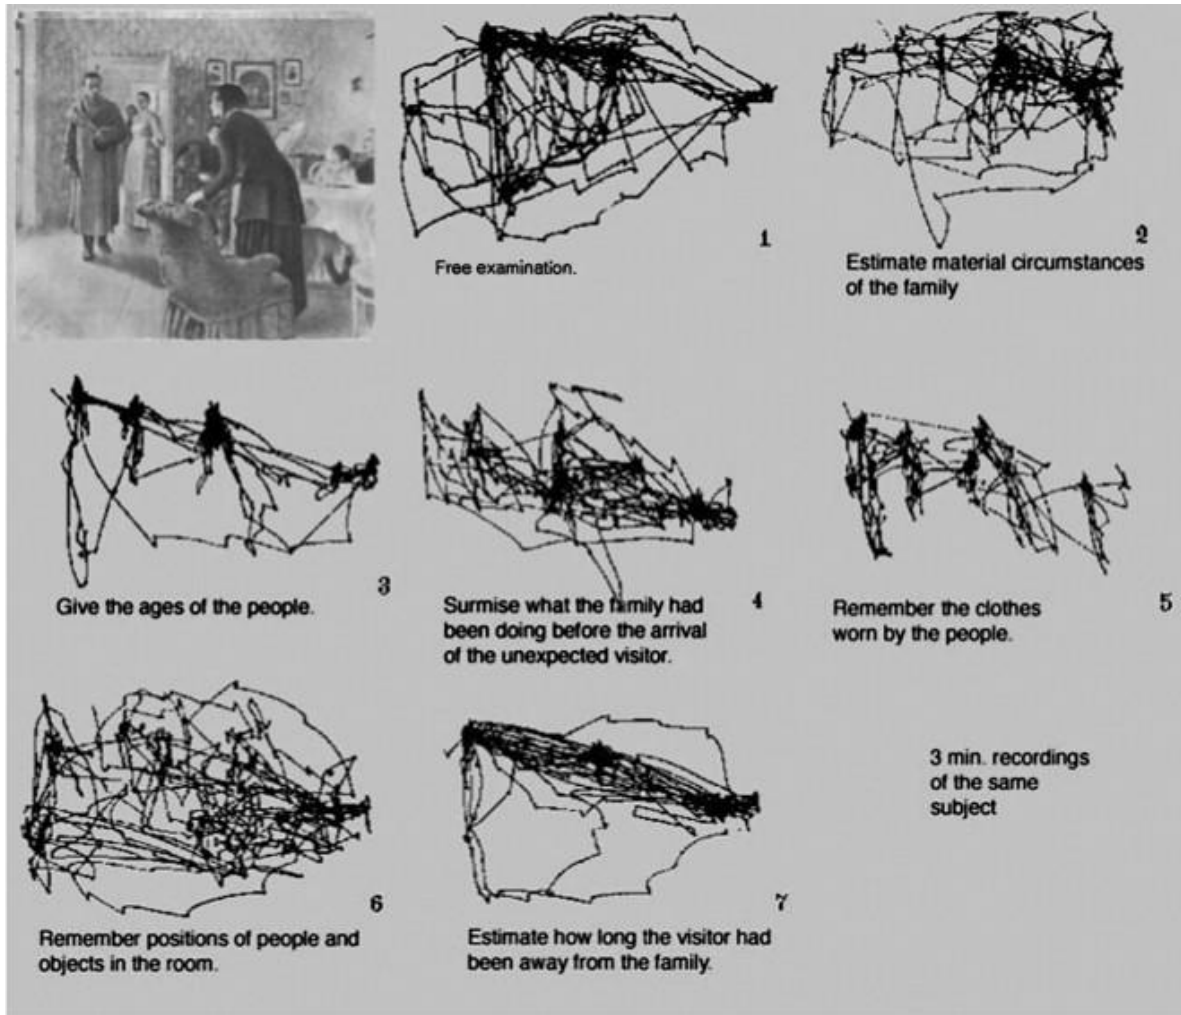 1
Free examination.
2
Estimate material circumstances
of the family
3
Give the ages of the people.
4
Surmise what the family had
been doing before the arrival
of the unexpected visitor.
5
Remember the clothes
worn by the people.
6
Remember positions of people and
objects in the room.
7
Estimate how long the visitor had
been away from the family.
3 min. recordings
of the same
subject